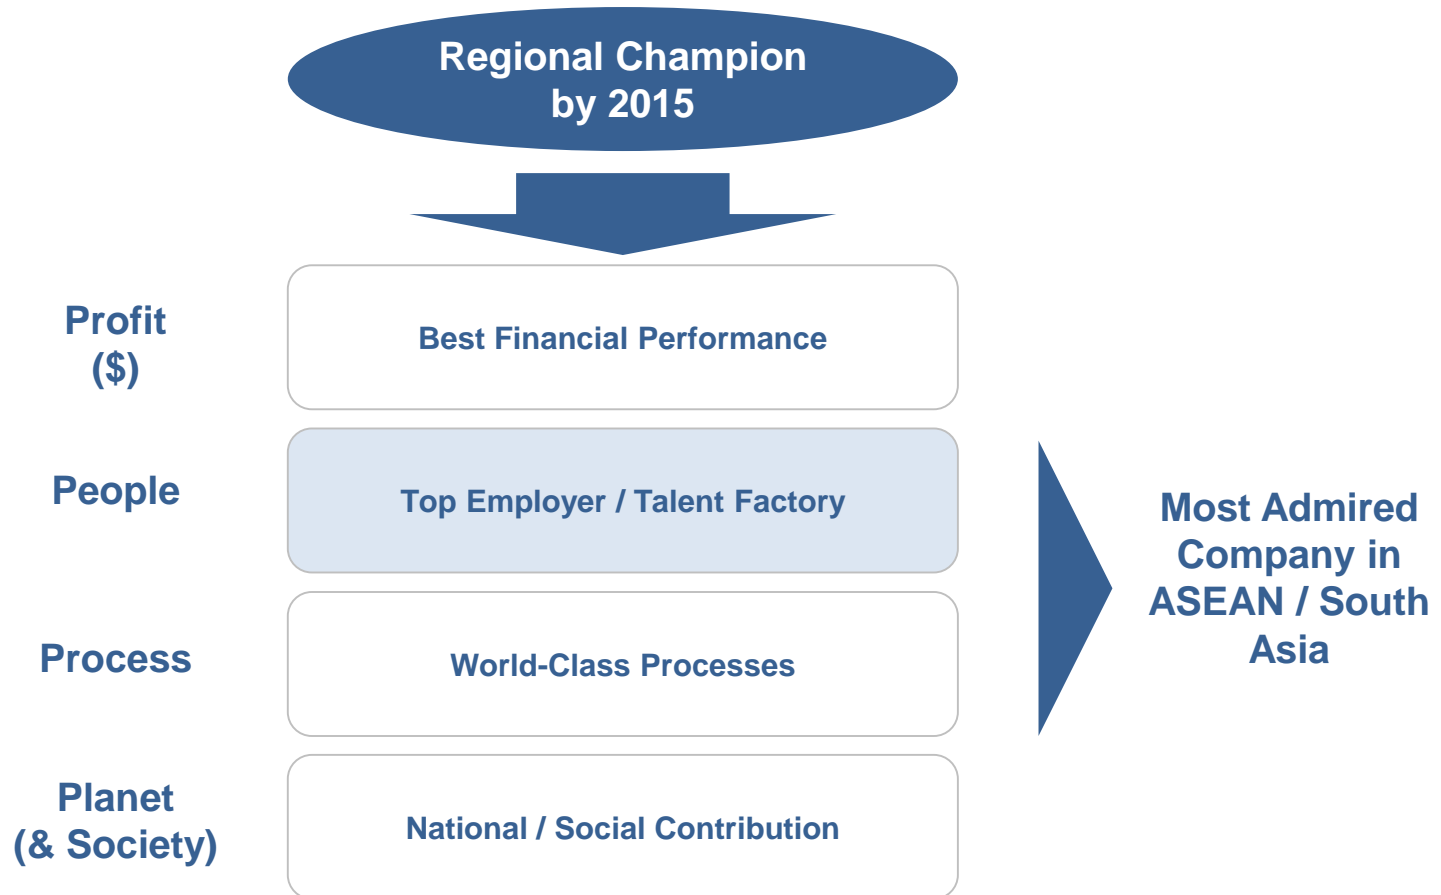 Regional Champion
by 2015
Profit
($)
Best Financial Performance
People
Top Employer / Talent Factory
Process
World-Class Processes
Planet
(& Society)
National / Social Contribution
Most Admired
Company in
ASEAN / South
Asia